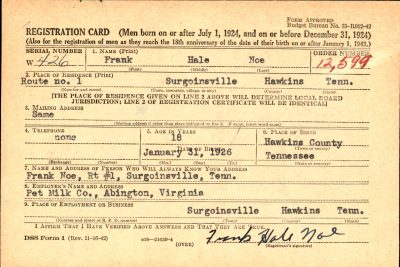 FORM APPROVED
Budget Bureau No. 33-R012-42
REGISTRATION CARD (Men born on or after July 1, 1924, and on or before December 31, 1924)
(Also for the registration of men as they reach the 18th anniversary of the date of their birth on or after January 1, 1943.)
SERIAL NUMBER
1. NAME (Print)
ORDER NUMBER
W. 426
Frank Hale Noe
12,599
(First) (Middle) (Last)
2. PLACE OF RESIDENCE (Print)
Route no. 1 Surgoinsville Hawkins Tenn.
(Number and street) (Town, township, village, or city) (County) (State)
[THE PLACE OF RESIDENCE GIVEN ON LINE 2 ABOVE WILL DETERMINE LOCAL BOARD
JURISDICTION; LINE 2 OF REGISTRATION CERTIFICATE WILL BE IDENTICAL]
3. MAILING ADDRESS
Same
4. TELEPHONE
5. AGE IN YEARS
6. PLACE OF BIRTH
none
18
Hawkins County
DATE OF BIRTH
(Town or county)
January 31, 1926
Tennessee
(Exchange) (Number)
(Mo.) (Day) (Yr.)
(State or country)
7. NAME AND ADDRESS OF PERSON WHO WILL ALWAYS KNOW YOUR ADDRESS
Frank Noe, Rt #1, Surgoinsville, Tenn.
8. EMPLOYER'S NAME AND ADDRESS
Pet Milk Co., Abington, Virginia
9. PLACE OF EMPLOYMENT OR BUSINESS
Surgoinsville Hawkins Tenn.
(Number and street or R. F. D. number) (Town) (County) (State)
I AFFIRM THAT I HAVE VERIFIED ABOVE ANSWERS AND THAT THEY ARE TRUE.
DSS Form 1 (Rev. 11-16-42)
(OVER)
Frank Hale Noe
(Registrant's signature)